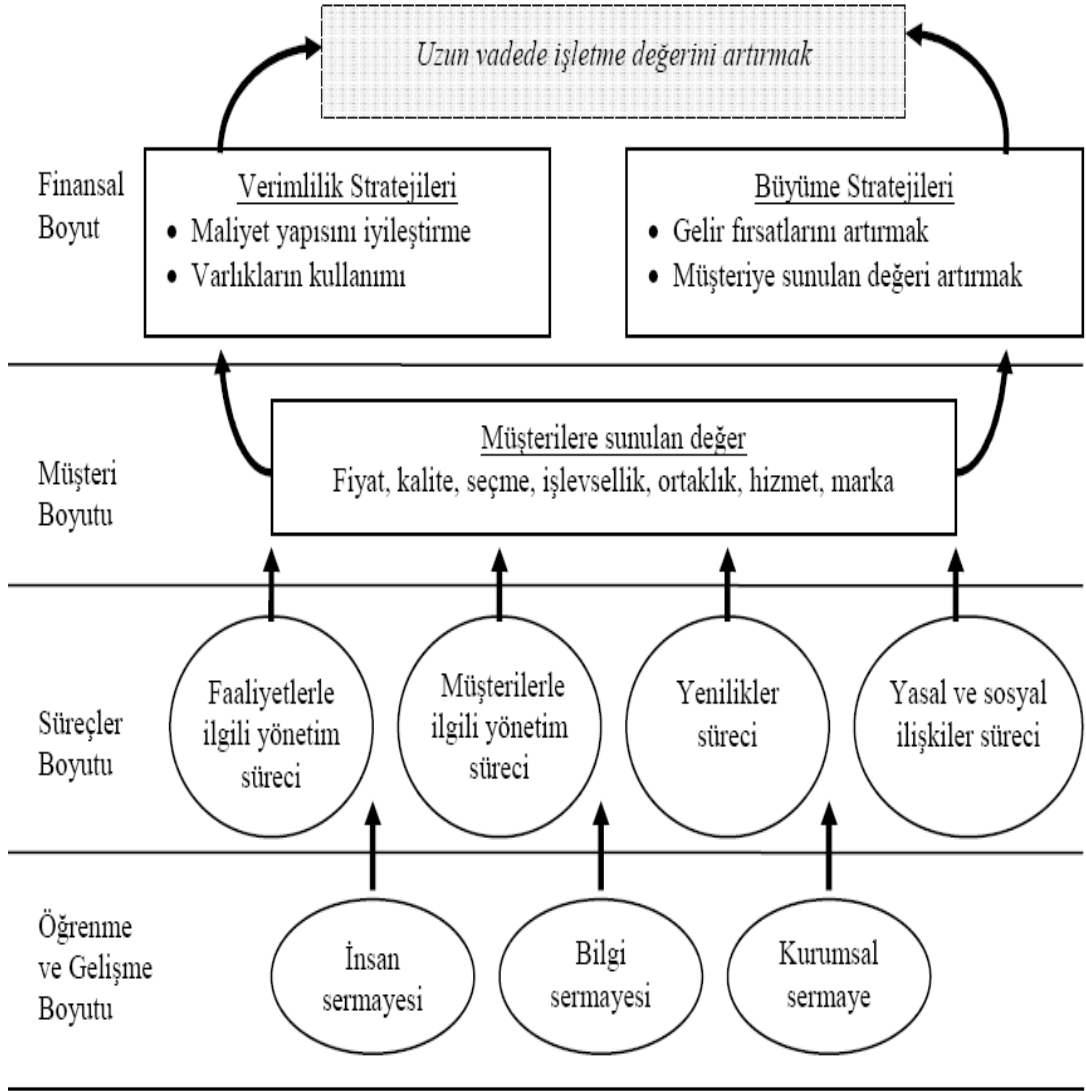 Uzun vadede işletme değerini artırmak
Finansal
Boyut
Verimlilik Stratejileri
• Maliyet yapısını iyileştirme
• Varlıkların kullanımı
Büyüme Stratejileri
• Gelir fırsatlarını artırmak
• Müşteriye sunulan değeri artırmak
Müşteri
Boyutu
Müşterilere sunulan değer
Fiyat, kalite, seçme, işlevsellik, ortaklık, hizmet, marka
Süreçler
Boyutu
Faaliyetlerle
ilgili yönetim
süreci
Müşterilerle
ilgili yönetim
süreci
Yenilikler
süreci
Yasal ve sosyal
ilişkiler süreci
Öğrenme
ve Gelişme
Boyutu
İnsan
sermayesi
Bilgi
sermayesi
Kurumsal
sermaye